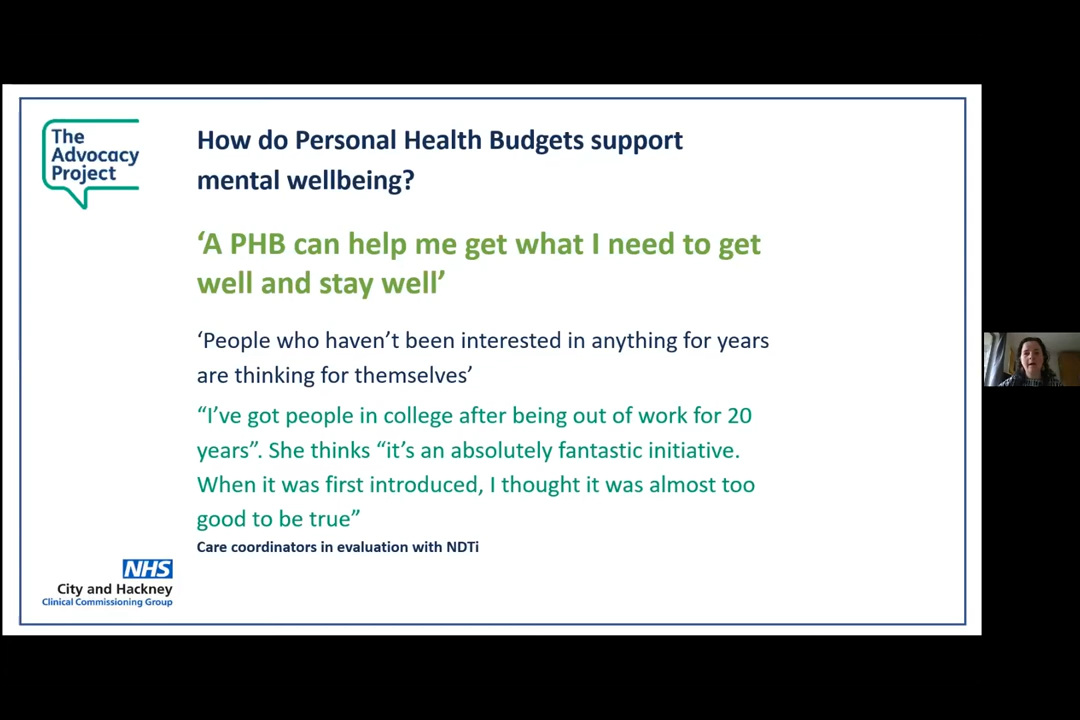 The
Advocacy
Project
How do Personal Health Budgets support
mental wellbeing?
‘A PHB can help me get what I need to get
well and stay well’
‘People who haven’t been interested in anything for years
are thinking for themselves’
“I’ve got people in college after being out of work for 20
years”. She thinks “it’s an absolutely fantastic initiative.
When it was first introduced, I thought it was almost too
good to be true”
Care coordinators in evaluation with NDTi
NHS
City and Hackney
Clinical Commissioning Group